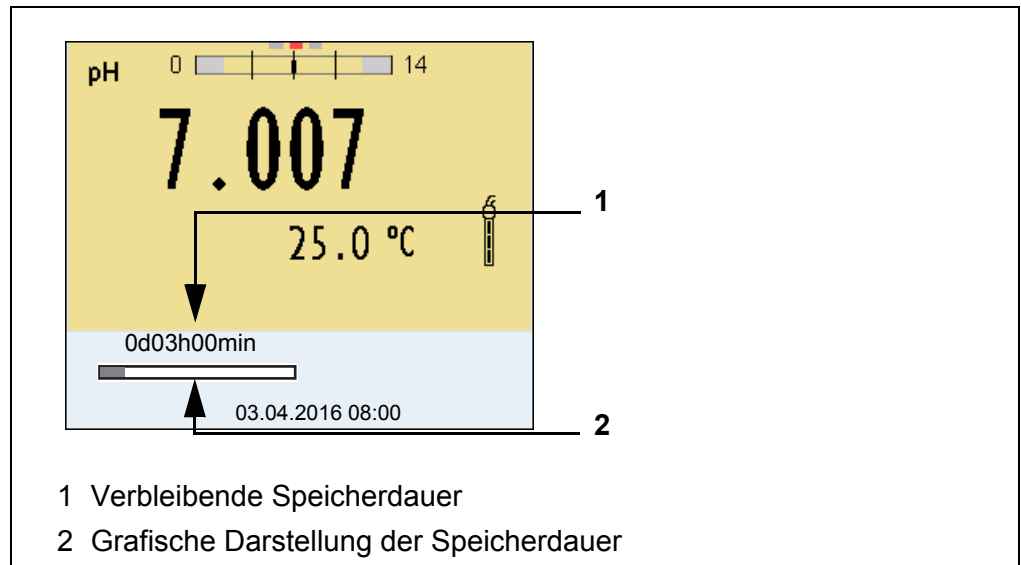 pH 0 14
7.007
1
25.0 °C
0d03h00min
03.04.2016 08:00
2
1 Verbleibende Speicherdauer
2 Grafische Darstellung der Speicherdauer